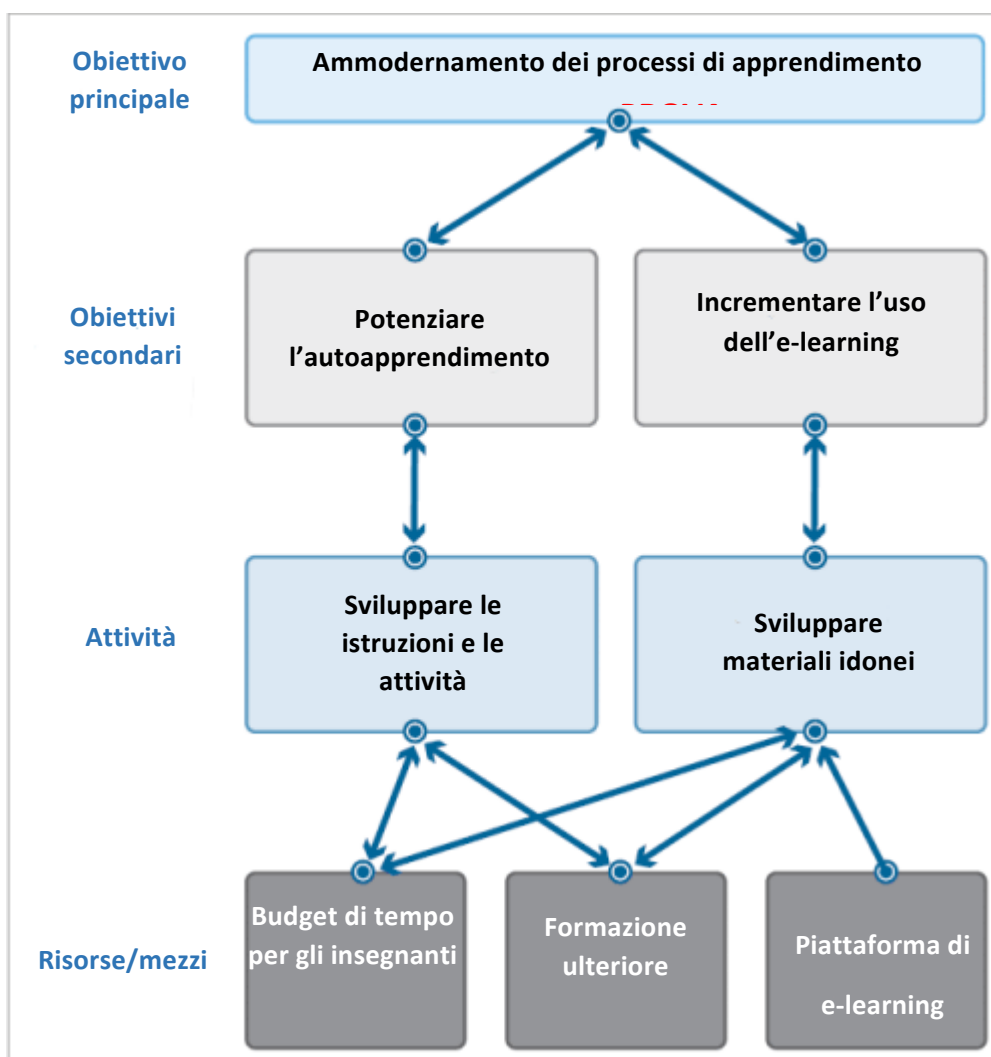 Obiettivo
principale
Ammodernamento dei processi di apprendimento
Obiettivi
secondari
Potenziare
l’autoapprendimento
Incrementare l’uso
dell’e-learning
Attività
Sviluppare le
istruzioni e le
attività
Sviluppare
materiali idonei
Risorse/mezzi
Budget di tempo
per gli insegnanti
Formazione
ulteriore
Piattaforma di
e-learning